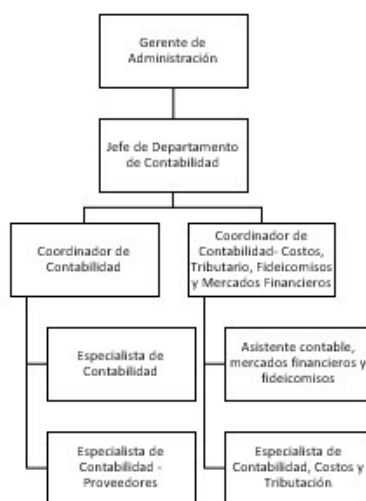 Gerente de
Administración
Jefe de Departamento
de Contabilidad
Coordinador de
Contabilidad
Coordinador de
Contabilidad- Costos,
Tributario, Fideicomisos
y Mercados Financieros
Especialista de
Contabilidad
Asistente contable,
mercados financieros y
fideicomisos
Especialista de
Contabilidad -
Proveedores
Especialista de
Contabilidad, Costos y
Tributación